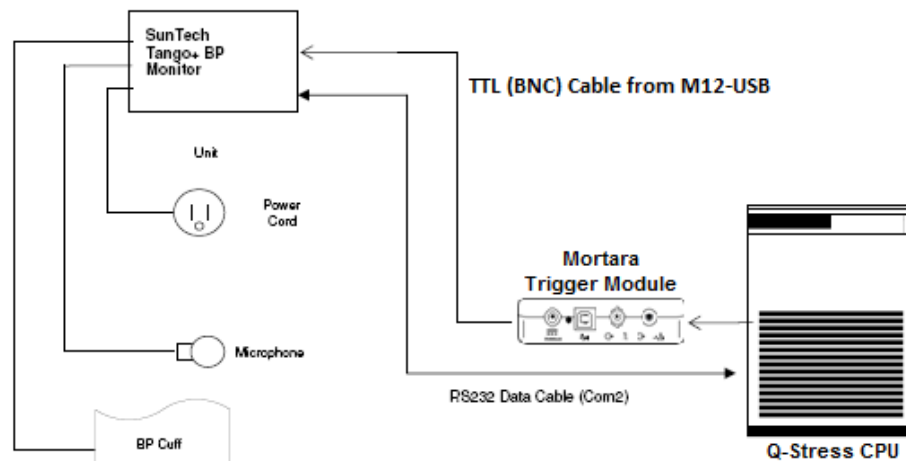 SunTech
Tango+ BP
Monitor
TTL (BNC) Cable from M12-USB
Unit
Power
Cord
Mortara
Trigger Module
Microphone
RS232 Data Cable (Com2)
BP Cuff
Q-Stress CPU